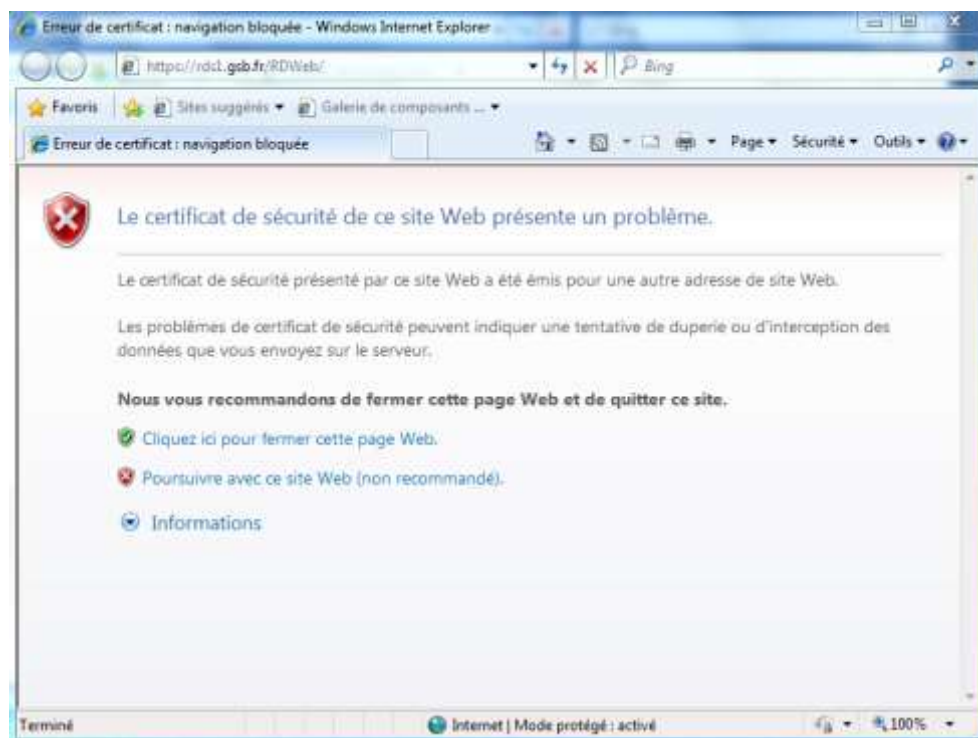 Erreur de certificat : navigation bloquée - Windows Internet Explorer
https://rds1.gsb.fr/RDWeb/
Bing
Favoris
Sites suggérés
Galerie de composants ...
Erreur de certificat : navigation bloquée
Page
Sécurité
Outils
Le certificat de sécurité de ce site Web présente un problème.
Le certificat de sécurité présenté par ce site Web a été émis pour une autre adresse de site Web.
Les problèmes de certificat de sécurité peuvent indiquer une tentative de duperie ou d'interception des
données que vous envoyez sur le serveur.
Nous vous recommandons de fermer cette page Web et de quitter ce site.
Cliquez ici pour fermer cette page Web.
Poursuivre avec ce site Web (non recommandé).
Informations
Terminé
Internet | Mode protégé : activé
100%